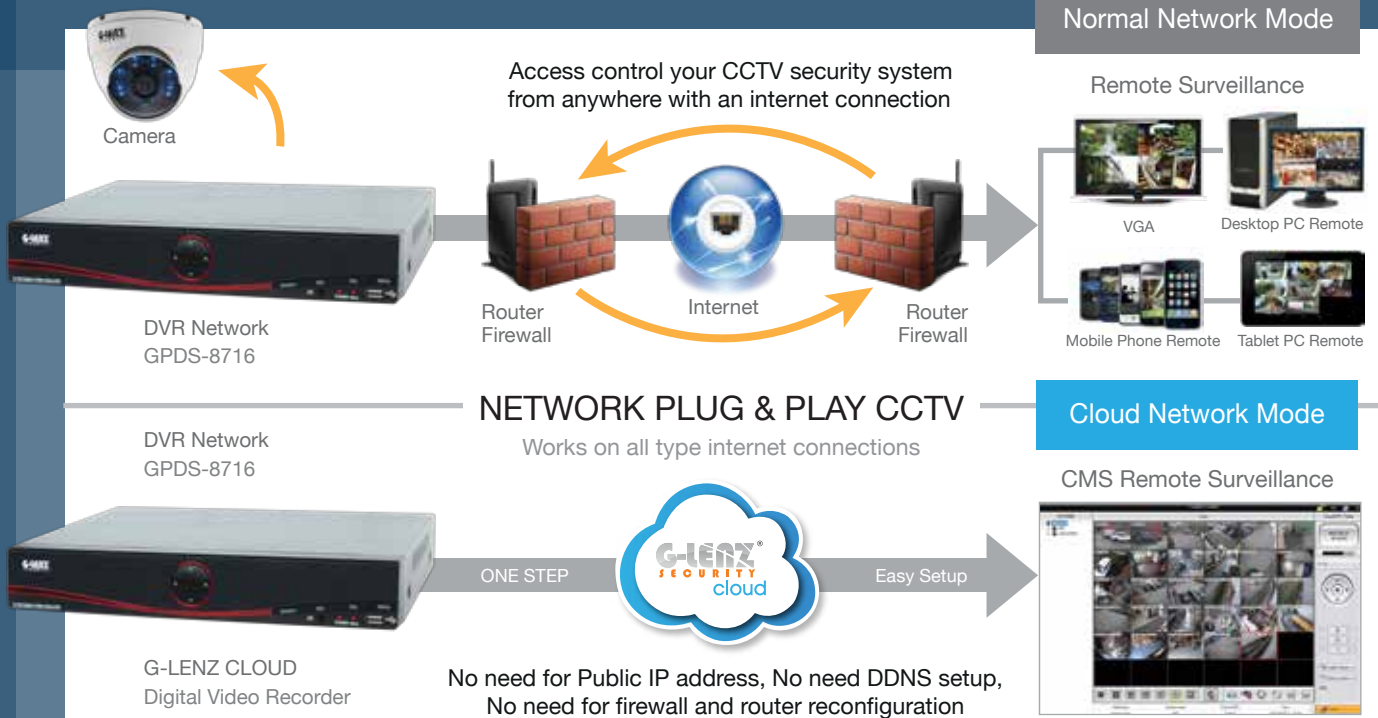 Normal Network Mode
G-LENZ
Camera
Access control your CCTV security system
from anywhere with an internet connection
Remote Surveillance
VGA
Desktop PC Remote
G-LENZ
Router
Firewall
Internet
Router
Firewall
Mobile Phone Remote
Tablet PC Remote
DVR Network
GPDS-8716
NETWORK PLUG & PLAY CCTV
Works on all type internet connections
Cloud Network Mode
DVR Network
GPDS-8716
CMS Remote Surveillance
G-LENZ
ONE STEP
G-LENZ®
SECURITY
cloud
Easy Setup
G-LENZ CLOUD
Digital Video Recorder
No need for Public IP address, No need DDNS setup,
No need for firewall and router reconfiguration